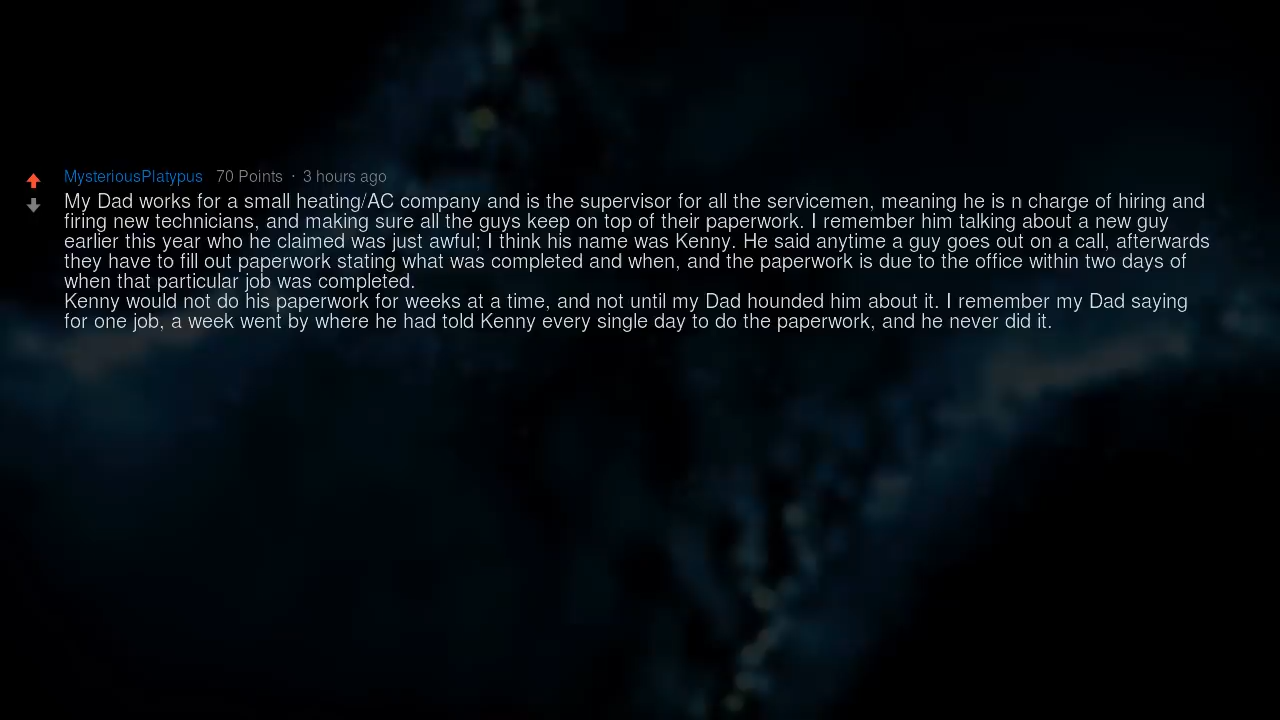 MysteriousPlatypus 70 Points · 3 hours ago
My Dad works for a small heating/AC company and is the supervisor for all the servicemen, meaning he is n charge of hiring and
firing new technicians, and making sure all the guys keep on top of their paperwork. I remember him talking about a new guy
earlier this year who he claimed was just awful; I think his name was Kenny. He said anytime a guy goes out on a call, afterwards
they have to fill out paperwork stating what was completed and when, and the paperwork is due to the office within two days of
when that particular job was completed.
Kenny would not do his paperwork for weeks at a time, and not until my Dad hounded him about it. I remember my Dad saying
for one job, a week went by where he had told Kenny every single day to do the paperwork, and he never did it.